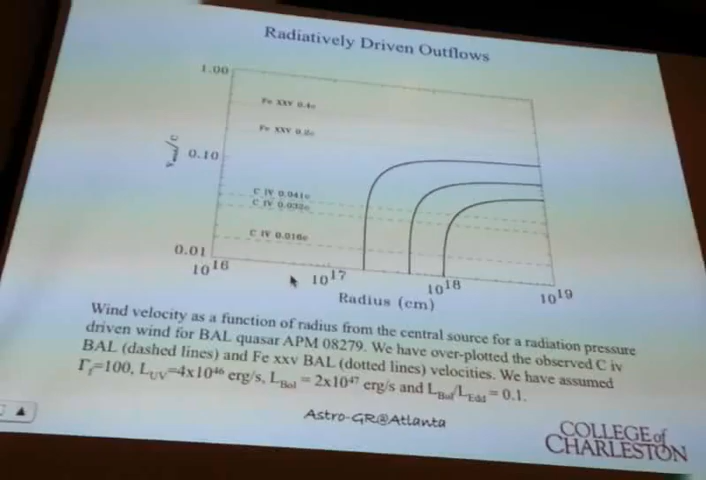 Radiatively Driven Outflows
1.00
Fe XXV 0.4c
Fe XXV 0.2c
0.10
C IV 0.041c
C IV 0.032c
C IV 0.016c
0.01
10^16
10^17
10^18
10^19
Radius (cm)
Wind velocity as a function of radius from the central source for a radiation pressure
driven wind for BAL quasar APM 08279. We have over-plotted the observed C iv
BAL (dashed lines) and Fe xxv BAL (dotted lines) velocities. We have assumed
Γf=100, LUV=4x10^46 erg/s, LBol = 2x10^47 erg/s and LBol/LEdd = 0.1.
Astro-GR@Atlanta
COLLEGE of
CHARLESTON